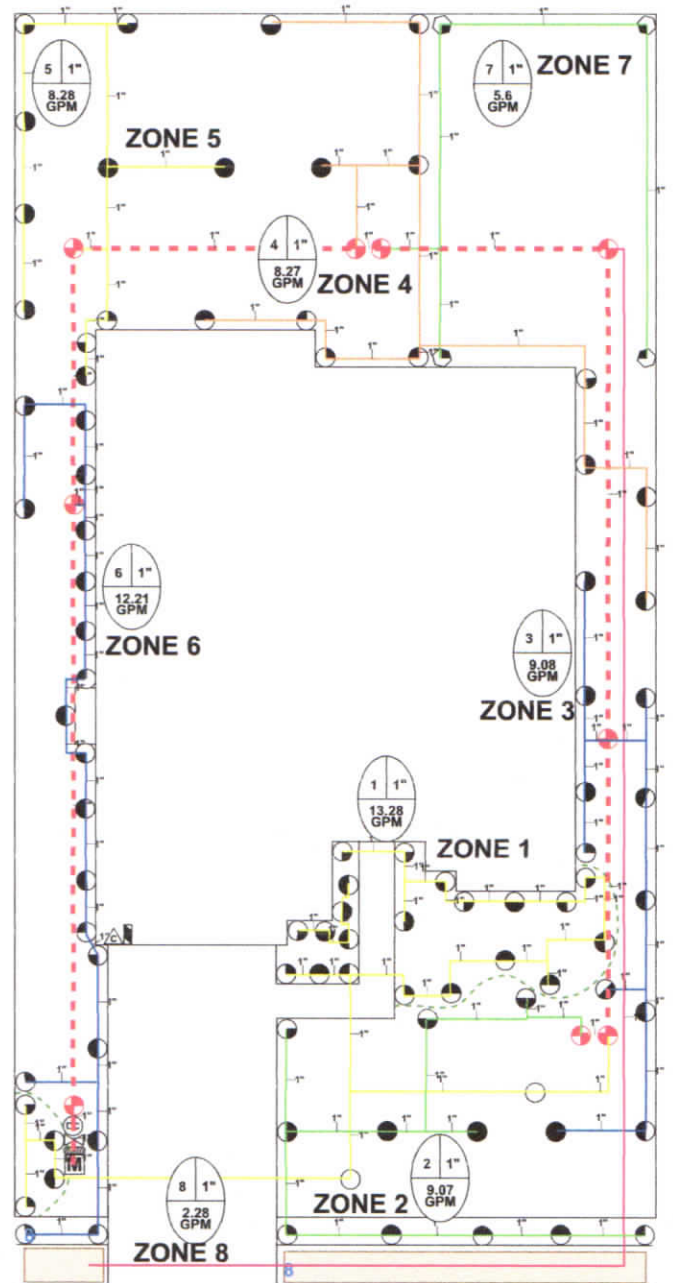 5 1"
8.28
GPM
7 1"
5.6
GPM
ZONE 7
ZONE 5
4 1"
8.27
GPM
ZONE 4
6 1"
12.21
GPM
ZONE 6
3 1"
9.08
GPM
ZONE 3
1 1"
13.28
GPM
ZONE 1
C
M
2 1"
9.07
GPM
ZONE 2
8 1"
2.28
GPM
ZONE 8
8
8